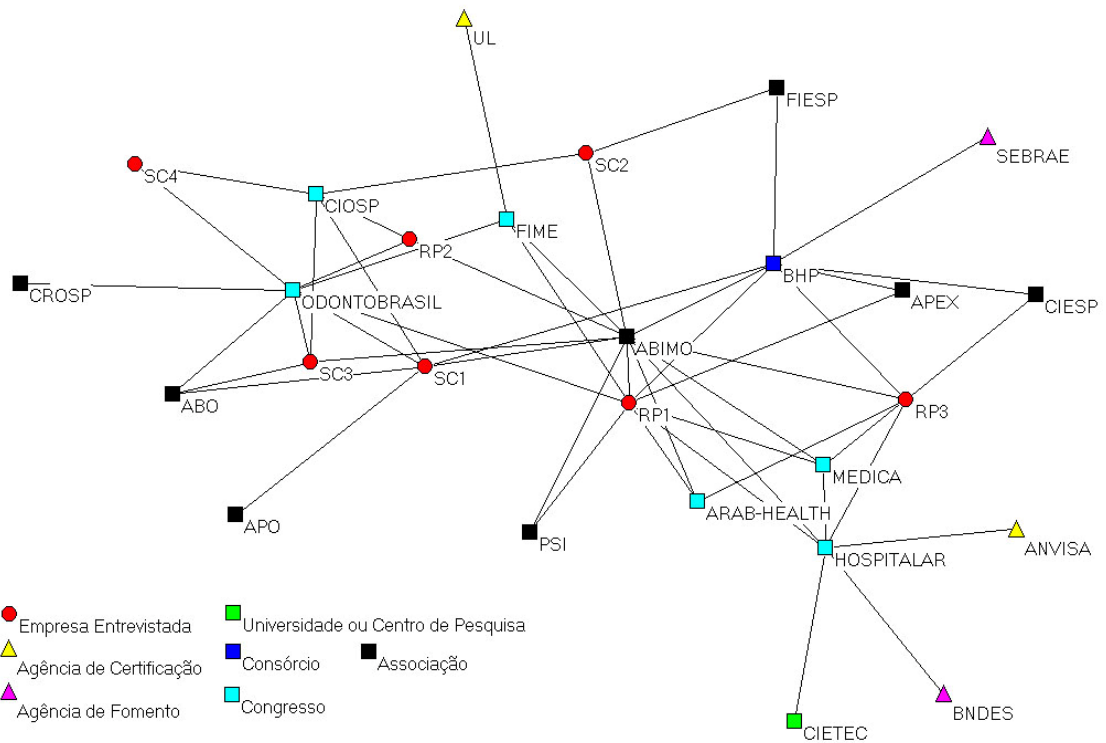 UL
FIESP
SEBRAE
SC2
SC4
CIOSP
FIME
RP2
BHP
CROSP
ODONTOBRASIL
APEX
CIESP
ABIMO
SC3
SC1
ABO
RP1
RP3
MEDICA
ARAB-HEALTH
APO
PSI
HOSPITALAR
ANVISA
BNDES
CIETEC
Empresa Entrevistada
Universidade ou Centro de Pesquisa
Agência de Certificação
Consórcio
Associação
Agência de Fomento
Congresso